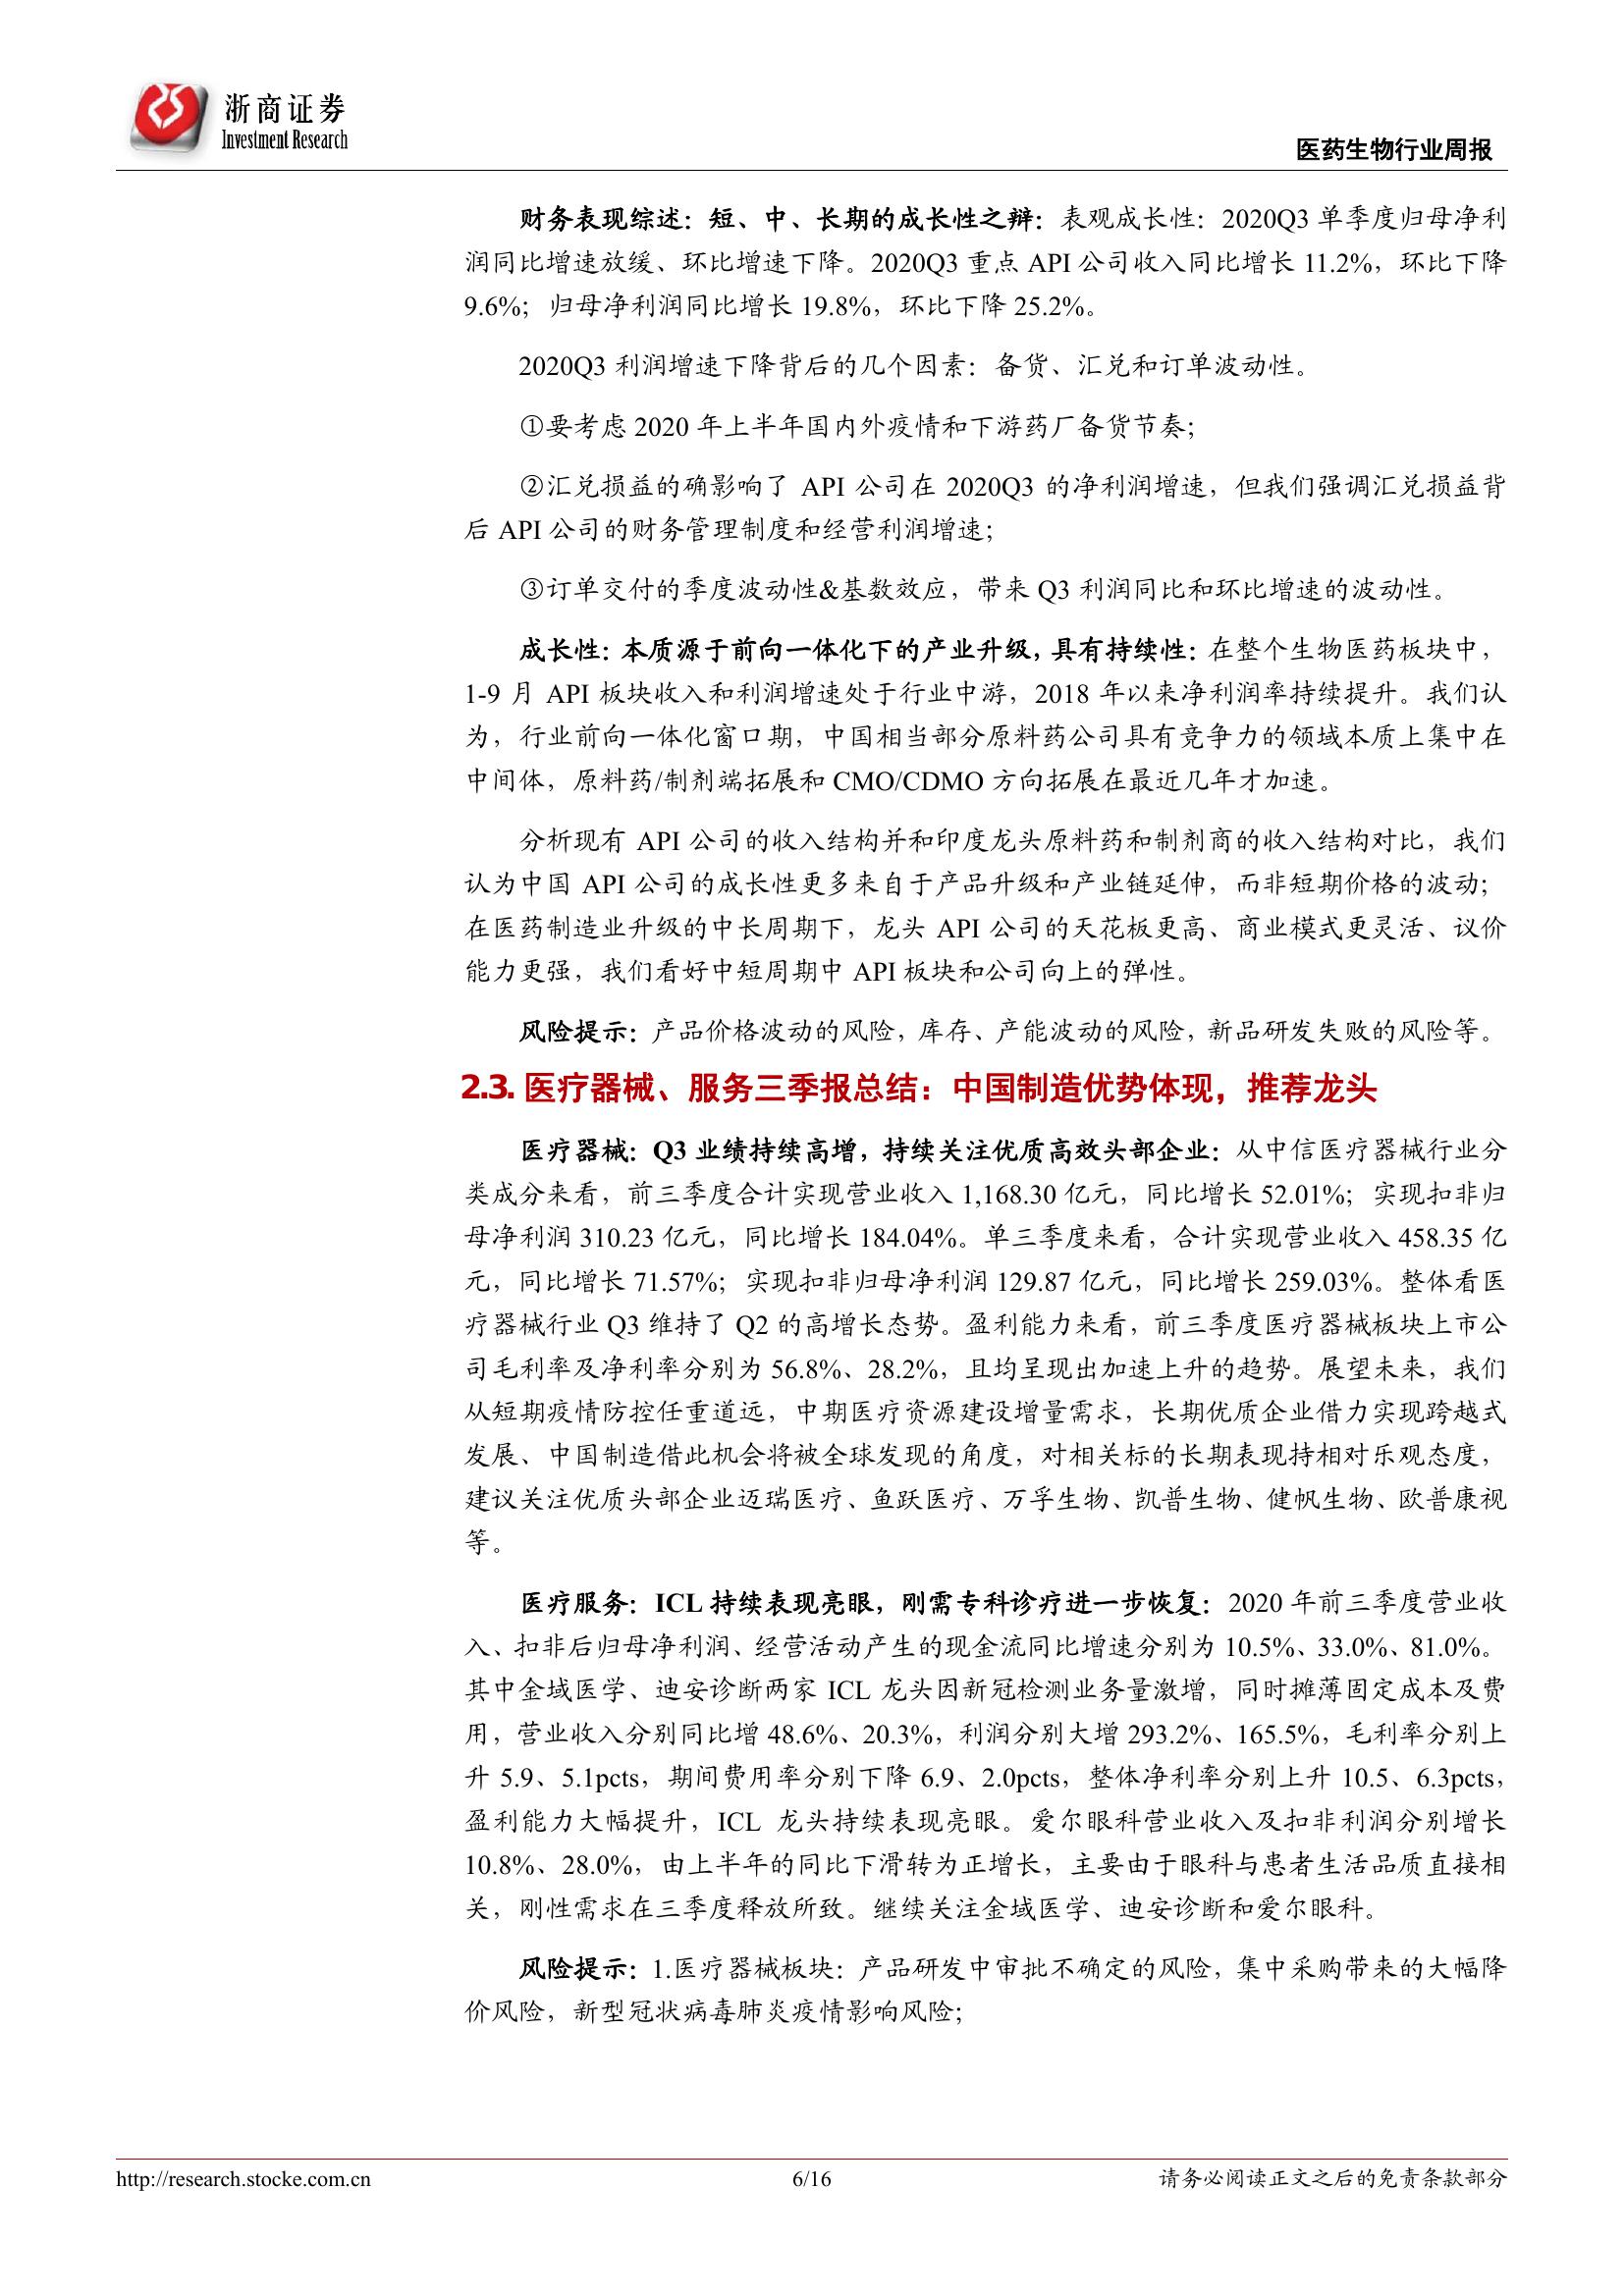 浙商证券
Investment Research
医药生物行业周报
财务表现综述：短、中、长期的成长性之辩：表观成长性：2020Q3 单季度归母净利
润同比增速放缓、环比增速下降。2020Q3 重点 API 公司收入同比增长 11.2%，环比下降
9.6%；归母净利润同比增长 19.8%，环比下降 25.2%。
2020Q3 利润增速下降背后的几个因素：备货、汇兑和订单波动性。
①要考虑 2020 年上半年国内外疫情和下游药厂备货节奏；
②汇兑损益的确影响了 API 公司在 2020Q3 的净利润增速，但我们强调汇兑损益背
后 API 公司的财务管理制度和经营利润增速；
③订单交付的季度波动性&基数效应，带来 Q3 利润同比和环比增速的波动性。
成长性：本质源于前向一体化下的产业升级，具有持续性：在整个生物医药板块中，
1-9 月 API 板块收入和利润增速处于行业中游，2018 年以来净利润率持续提升。我们认
为，行业前向一体化窗口期，中国相当部分原料药公司具有竞争力的领域本质上集中在
中间体，原料药/制剂端拓展和 CMO/CDMO 方向拓展在最近几年才加速。
分析现有 API 公司的收入结构并和印度龙头原料药和制剂商的收入结构对比，我们
认为中国 API 公司的成长性更多来自于产品升级和产业链延伸，而非短期价格的波动；
在医药制造业升级的中长周期下，龙头 API 公司的天花板更高、商业模式更灵活、议价
能力更强，我们看好中短周期中 API 板块和公司向上的弹性。
风险提示：产品价格波动的风险，库存、产能波动的风险，新品研发失败的风险等。
2.3. 医疗器械、服务三季报总结：中国制造优势体现，推荐龙头
医疗器械：Q3 业绩持续高增，持续关注优质高效头部企业：从中信医疗器械行业分
类成分来看，前三季度合计实现营业收入 1,168.30 亿元，同比增长 52.01%；实现扣非归
母净利润 310.23 亿元，同比增长 184.04%。单三季度来看，合计实现营业收入 458.35 亿
元，同比增长 71.57%；实现扣非归母净利润 129.87 亿元，同比增长 259.03%。整体看医
疗器械行业 Q3 维持了 Q2 的高增长态势。盈利能力来看，前三季度医疗器械板块上市公
司毛利率及净利率分别为 56.8%、28.2%，且均呈现出加速上升的趋势。展望未来，我们
从短期疫情防控任重道远，中期医疗资源建设增量需求，长期优质企业借力实现跨越式
发展、中国制造借此机会将被全球发现的角度，对相关标的长期表现持相对乐观态度，
建议关注优质头部企业迈瑞医疗、鱼跃医疗、万孚生物、凯普生物、健帆生物、欧普康视
等。
医疗服务：ICL 持续表现亮眼，刚需专科诊疗进一步恢复：2020 年前三季度营业收
入、扣非后归母净利润、经营活动产生的现金流同比增速分别为 10.5%、33.0%、81.0%。
其中金域医学、迪安诊断两家 ICL 龙头因新冠检测业务量激增，同时摊薄固定成本及费
用，营业收入分别同比增 48.6%、20.3%，利润分别大增 293.2%、165.5%，毛利率分别上
升 5.9、5.1pcts，期间费用率分别下降 6.9、2.0pcts，整体净利率分别上升 10.5、6.3pcts，
盈利能力大幅提升，ICL 龙头持续表现亮眼。爱尔眼科营业收入及扣非利润分别增长
10.8%、28.0%，由上半年的同比下滑转为正增长，主要由于眼科与患者生活品质直接相
关，刚性需求在三季度释放所致。继续关注金域医学、迪安诊断和爱尔眼科。
风险提示：1.医疗器械板块：产品研发中审批不确定的风险，集中采购带来的大幅降
价风险，新型冠状病毒肺炎疫情影响风险；
http://research.stocke.com.cn
6/16
请务必阅读正文之后的免责条款部分